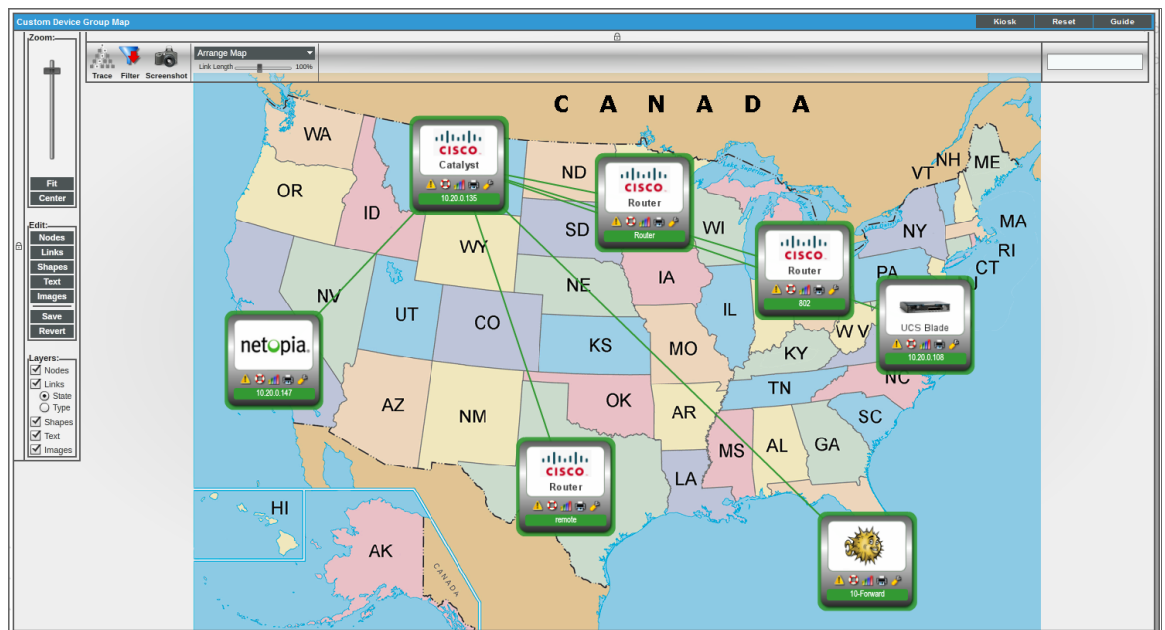 Custom Device Group Map
Kiosk
Reset
Guide
Zoom:
Trace
Filter
Screenshot
Arrange Map
Link Length
100%
Fit
Center
Edit:
Nodes
Links
Shapes
Text
Images
Save
Revert
Layers:
Nodes
Links
State
Type
Shapes
Text
Images
C A N A D A
WA
OR
ID
NV
UT
WY
CO
AZ
NM
ND
SD
NE
KS
OK
IA
MO
AR
LA
WI
IL
KY
TN
MS
AL
GA
SC
NC
W V
PA
NY
VT
NH
ME
MA
RI
CT
J
HI
AK
CANADA
CISCO
Catalyst
10.20.0.135
CISCO
Router
Router
CISCO
Router
802
UCS Blade
10.20.0.108
netopia.
10.20.0.147
CISCO
Router
remote
10-Forward